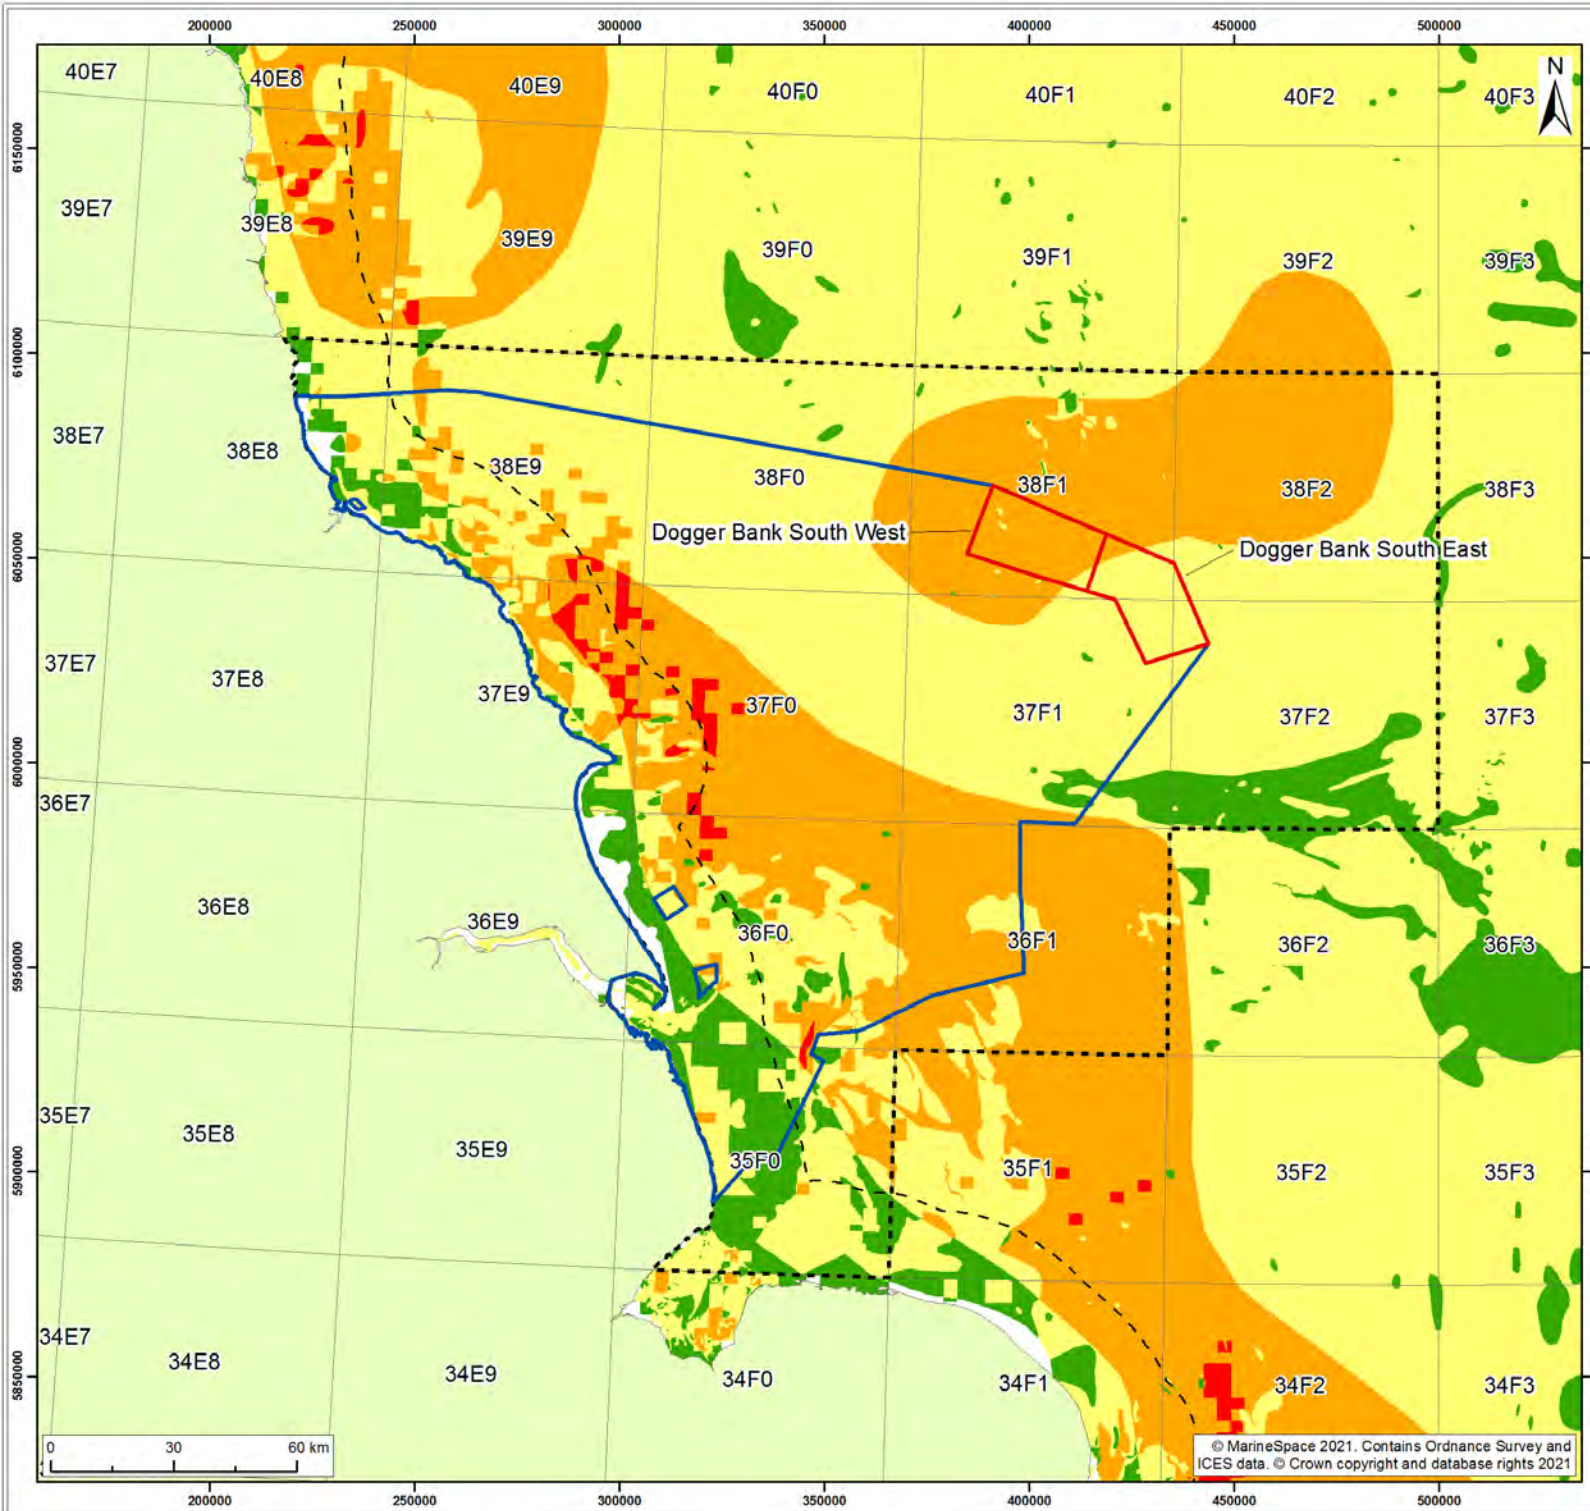 200000 250000 300000 350000 400000 450000 500000
N
40E7 40E8 40E9 40F0 40F1 40F2 40F3
6150000
39E7 39E8 39E9 39F0 39F1 39F2 39F3
6100000
38E7 38E8 38E9 38F0 38F1 38F2 38F3
Dogger Bank South West
Dogger Bank South East
6050000
37E7 37E8 37E9 37F0 37F1 37F2 37F3
6000000
36E7 36E8 36E9 36F0 36F1 36F2 36F3
5950000
35E7 35E8 35E9 35F0 35F1 35F2 35F3
5900000
34E7 34E8 34E9 34F0 34F1 34F2 34F3
5850000
0 30 60 km
© MarineSpace 2021. Contains Ordnance Survey and
ICES data. © Crown copyright and database rights 2021
200000 250000 300000 350000 400000 450000 500000